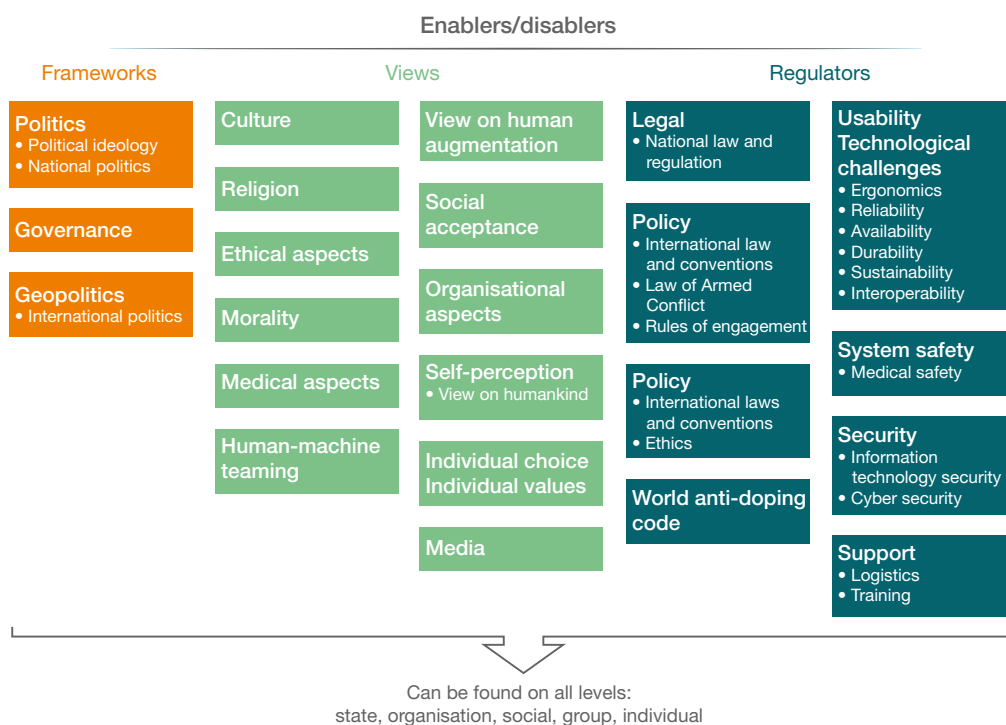 Enablers/disablers
Frameworks
Politics
• Political ideology
• National politics
Governance
Geopolitics
• International politics
Views
Culture
Religion
Ethical aspects
Morality
Medical aspects
Human-machine
teaming
View on human
augmentation
Social
acceptance
Organisational
aspects
Self-perception
• View on humankind
Individual choice
Individual values
Media
Regulators
Legal
• National law and
regulation
Policy
• International law
and conventions
• Law of Armed
Conflict
• Rules of engagement
Policy
• International laws
and conventions
• Ethics
World anti-doping
code
Usability
Technological
challenges
• Ergonomics
• Reliability
• Availability
• Durability
• Sustainability
• Interoperability
System safety
• Medical safety
Security
• Information
technology security
• Cyber security
Support
• Logistics
• Training
Can be found on all levels:
state, organisation, social, group, individual